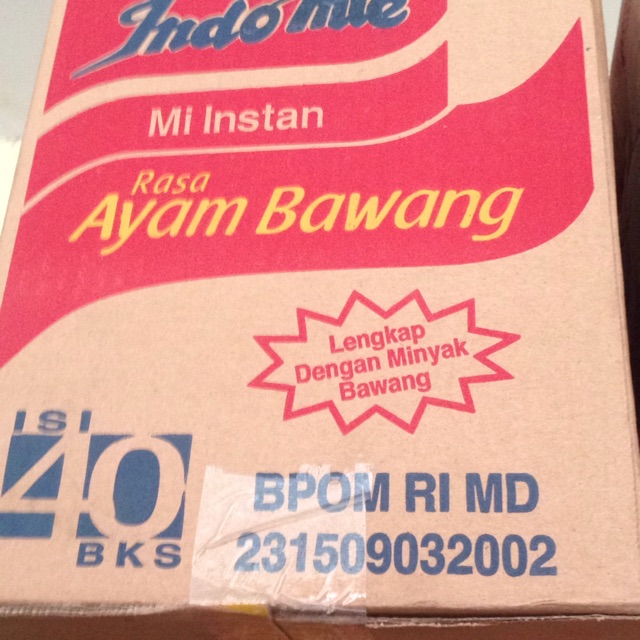 Indomie
Mi Instan
Rasa
Ayam Bawang
Lengkap
Dengan Minyak
Bawang
ISI
40
BKS
BPOM RI MD
231509032002